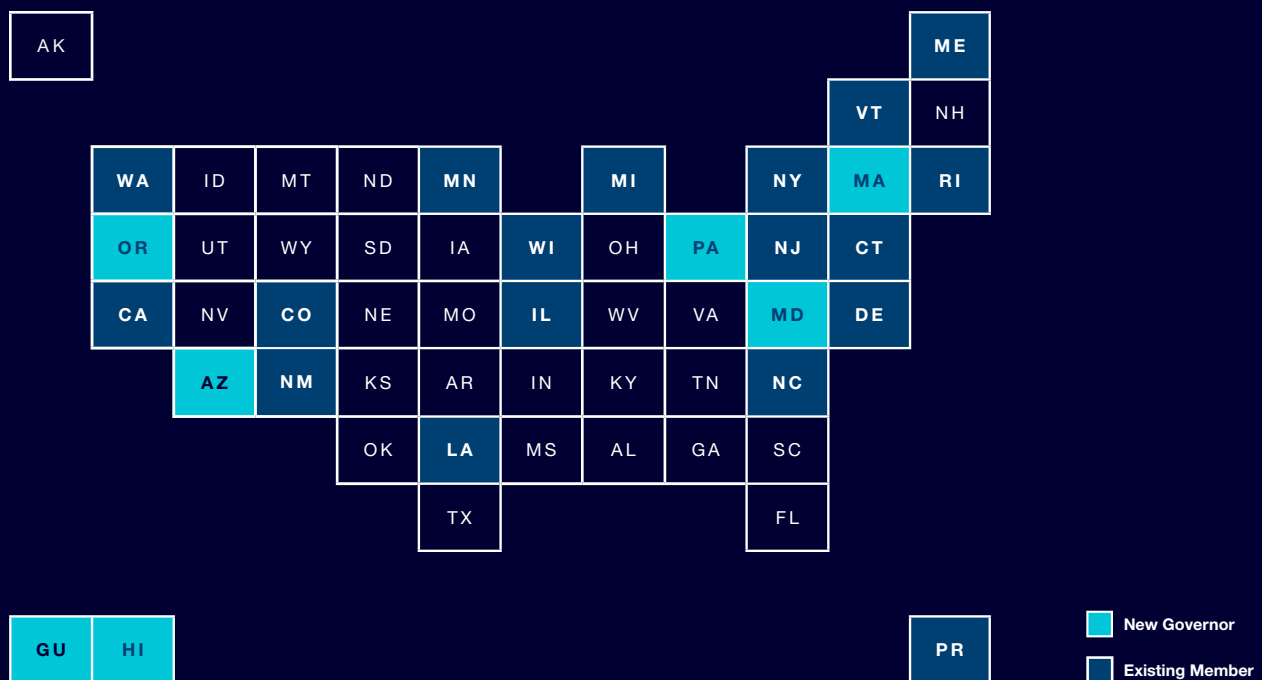 AK ME
VT NH
WA ID MT ND MN MI NY MA RI
OR UT WY SD IA WI OH PA NJ CT
CA NV CO NE MO IL WV VA MD DE
AZ NM KS AR IN KY TN NC
OK LA MS AL GA SC
TX FL
GU HI PR
New Governor
Existing Member